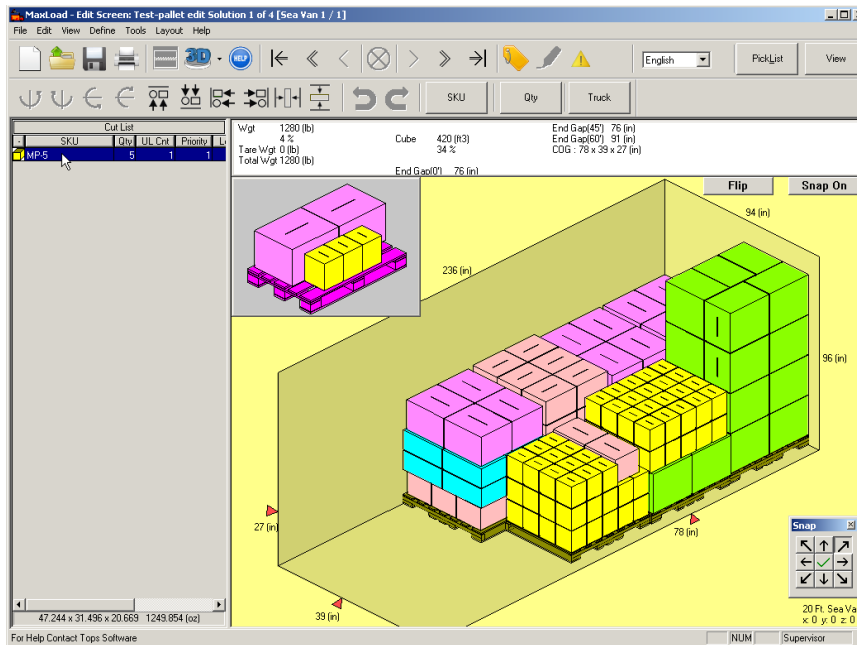 MaxLoad - Edit Screen: Test-pallet edit Solution 1 of 4 [Sea Van 1 / 1]
File Edit View Define Tools Layout Help
3D HELP English PickList View
SKU Qty Truck
Cut List
- SKU Qty UL Cnt Priority L
MP-5 5 1 1
Wgt 1280 (lb)
4 %
Tare Wgt 0 (lb)
Total Wgt 1280 (lb)
Cube 420 (ft3)
34 %
End Gap(0') 76 (in)
End Gap(45') 76 (in)
End Gap(60') 91 (in)
COG : 78 x 39 x 27 (in)
Flip Snap On
94 (in)
236 (in)
96 (in)
27 (in)
78 (in)
39 (in)
Snap
20 Ft. Sea Va
x: 0 y: 0 z: 0
47.244 x 31.496 x 20.669 1249.854 (oz)
For Help Contact Tops Software
NUM Supervisor